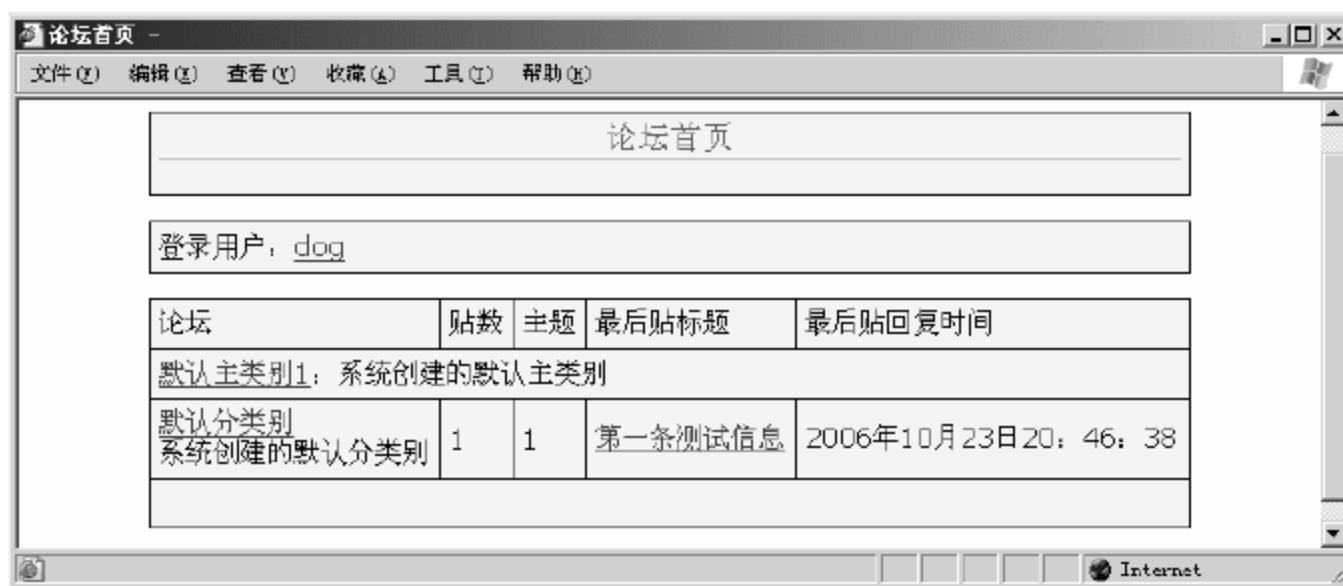 论坛首页 -
文件(F) 编辑(E) 查看(V) 收藏(A) 工具(T) 帮助(H)
论坛首页
登录用户：dog
论坛 贴数 主题 最后贴标题 最后贴回复时间
默认主类别1：系统创建的默认主类别
默认分类别
系统创建的默认分类别 1 1 第一条测试信息 2006年10月23日20：46：38
Internet